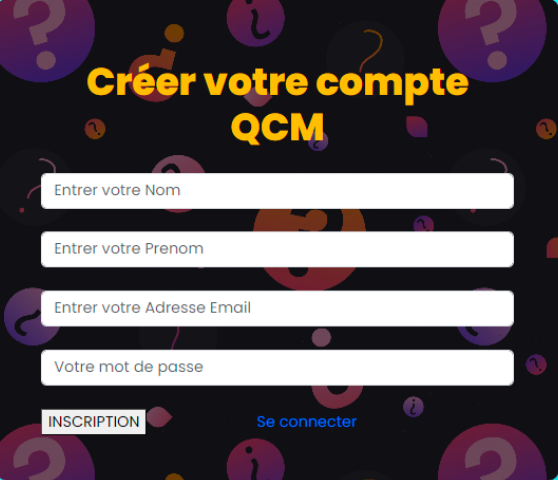 Créer votre compte
QCM
Entrer votre Nom
Entrer votre Prenom
Entrer votre Adresse Email
Votre mot de passe
INSCRIPTION Se connecter